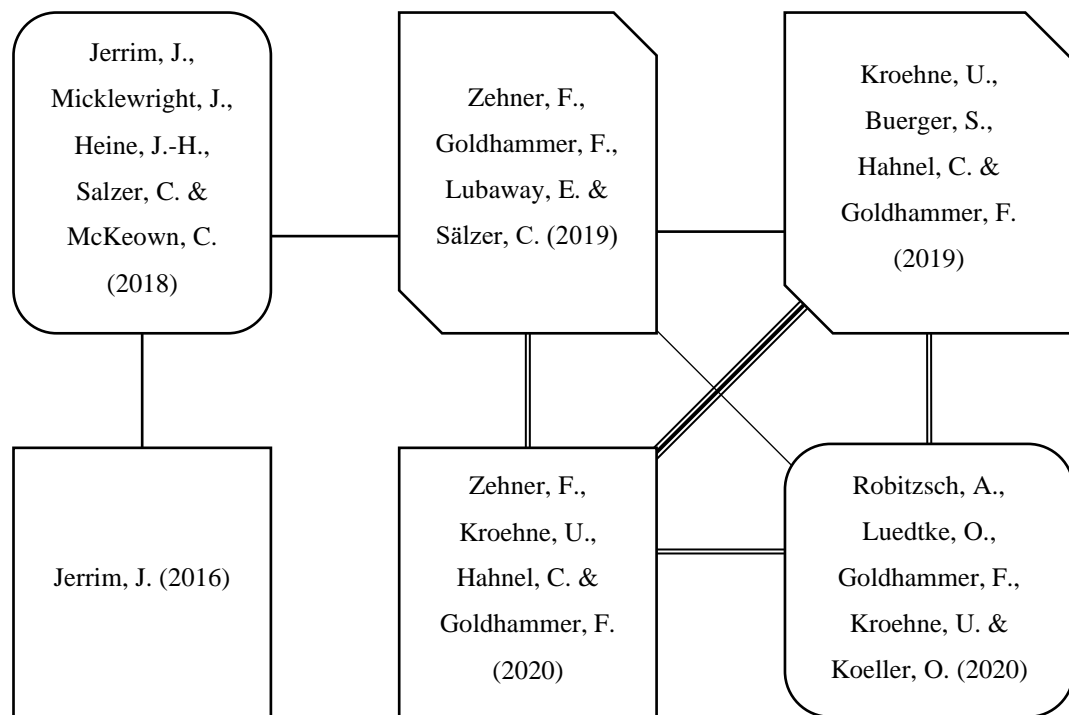 Jerrim, J.,
Micklewright, J.,
Heine, J.-H.,
Salzer, C. &
McKeown, C.
(2018)
Zehner, F.,
Goldhammer, F.,
Lubaway, E. &
Sälzer, C. (2019)
Kroehne, U.,
Buerger, S.,
Hahnel, C. &
Goldhammer, F.
(2019)
Jerrim, J. (2016)
Zehner, F.,
Kroehne, U.,
Hahnel, C. &
Goldhammer, F.
(2020)
Robitzsch, A.,
Luedtke, O.,
Goldhammer, F.,
Kroehne, U. &
Koeller, O. (2020)